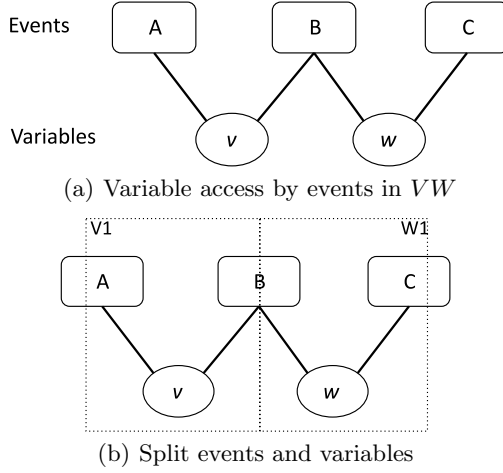 Events A B C
Variables v w
(a) Variable access by events in VW
V1 W1
A B C
v w
(b) Split events and variables